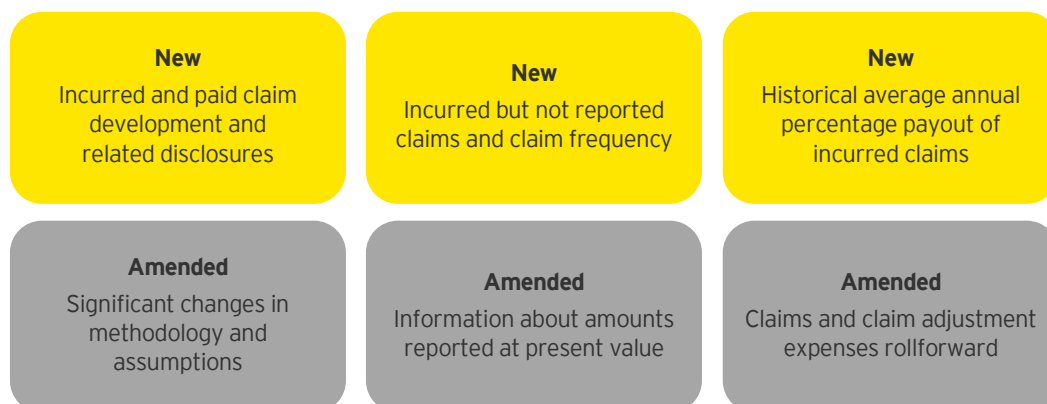 New
Incurred and paid claim
development and
related disclosures
New
Incurred but not reported
claims and claim frequency
New
Historical average annual
percentage payout of
incurred claims
Amended
Significant changes in
methodology and
assumptions
Amended
Information about amounts
reported at present value
Amended
Claims and claim adjustment
expenses rollforward